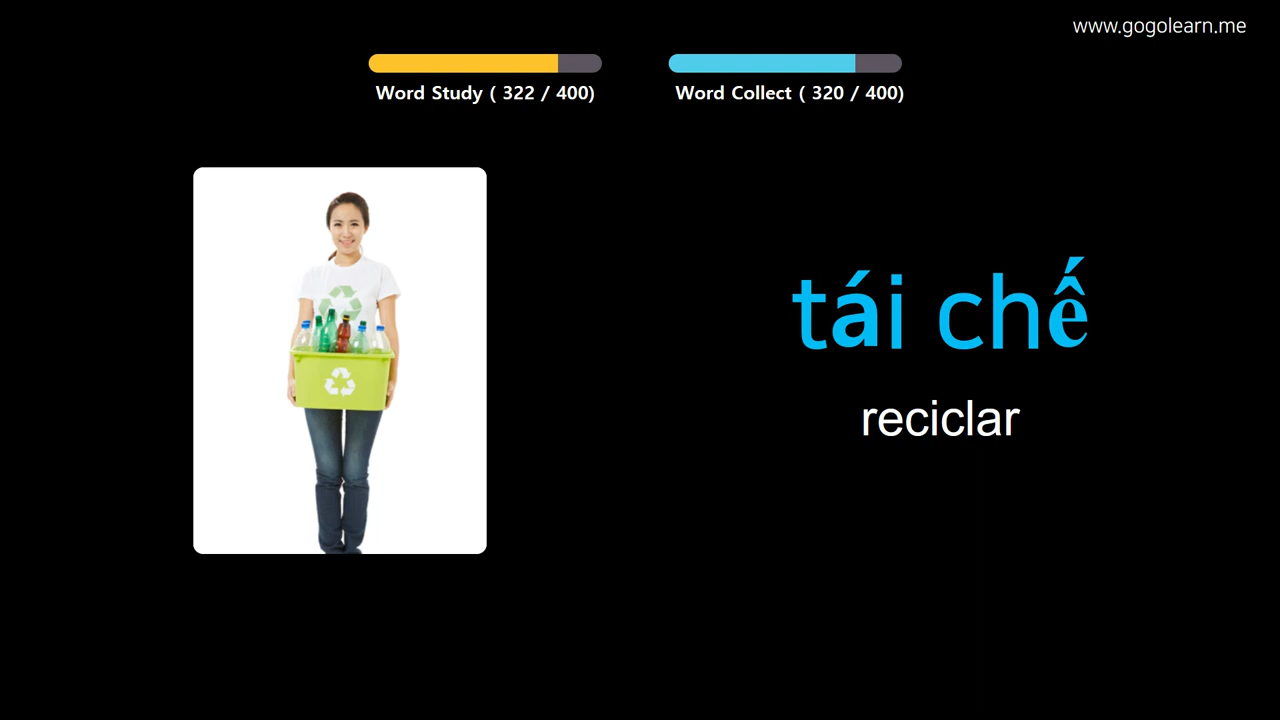 www.gogolearn.me
Word Study ( 322 / 400)
Word Collect ( 320 / 400)
tái chế
reciclar